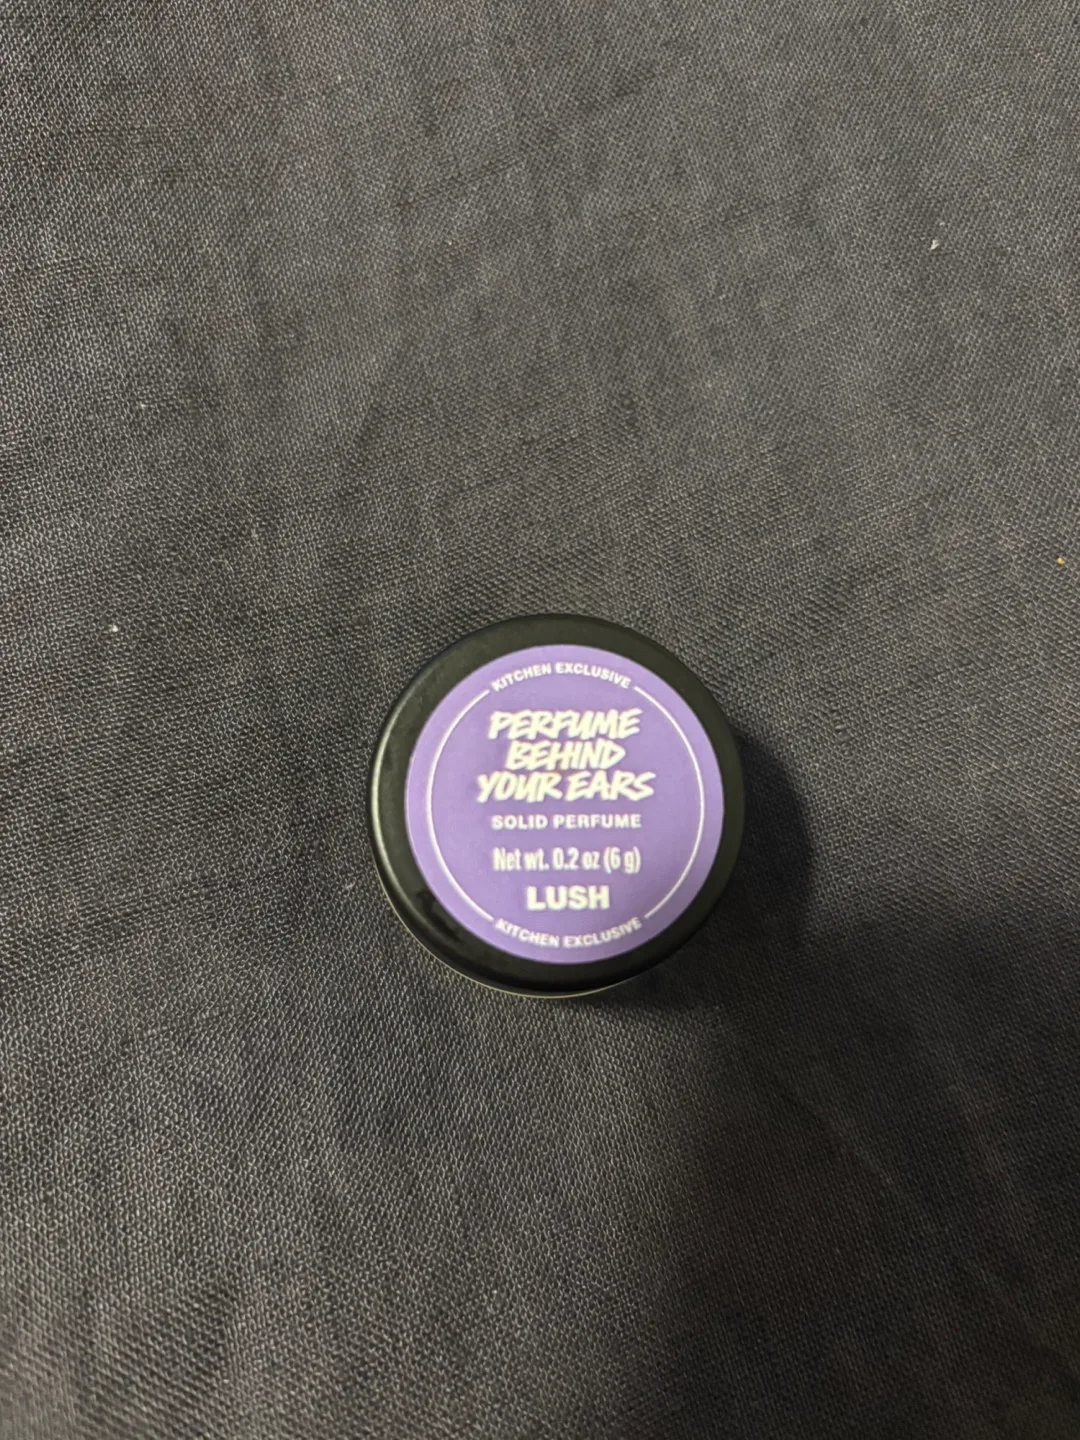 KITCHEN EXCLUSIVE
PERFUME
BEHIND
YOUR EARS
SOLID PERFUME
Net wt. 0.2 oz (6 g)
LUSH
KITCHEN EXCLUSIVE